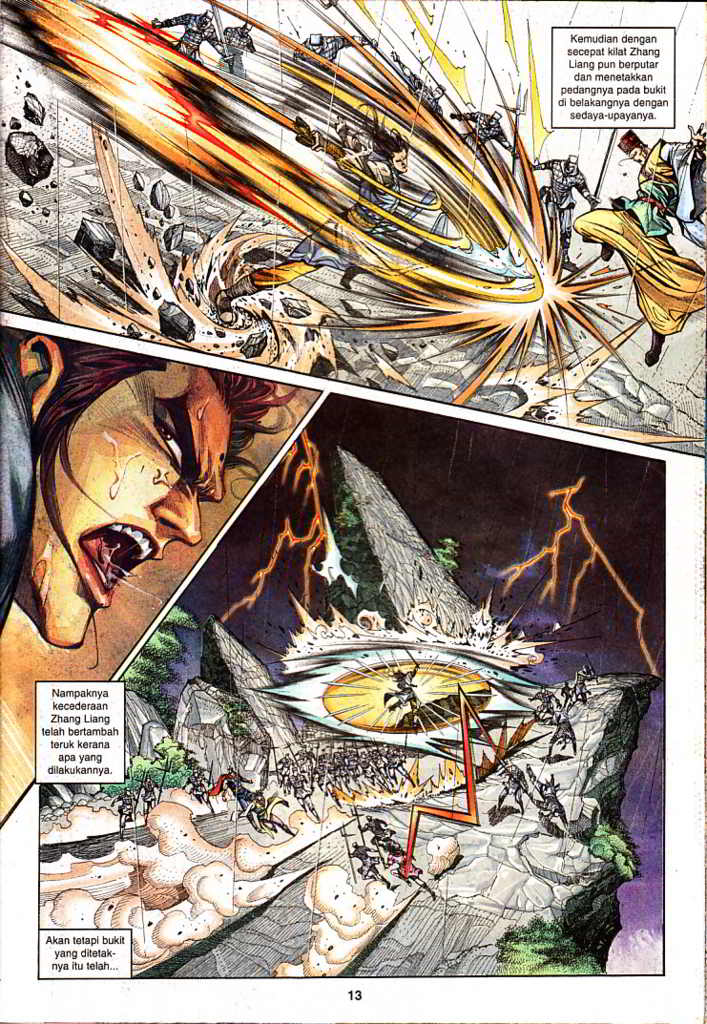 Kemudian dengan
secepat kilat Zhang
Liang pun berputar
dan menetakkan
pedangnya pada bukit
di belakangnya dengan
sedaya-upayanya.
Nampaknya
kecederaan
Zhang Liang
telah bertambah
teruk kerana
apa yang
dilakukannya.
Akan tetapi bukit
yang ditetak-
nya itu telah...
13